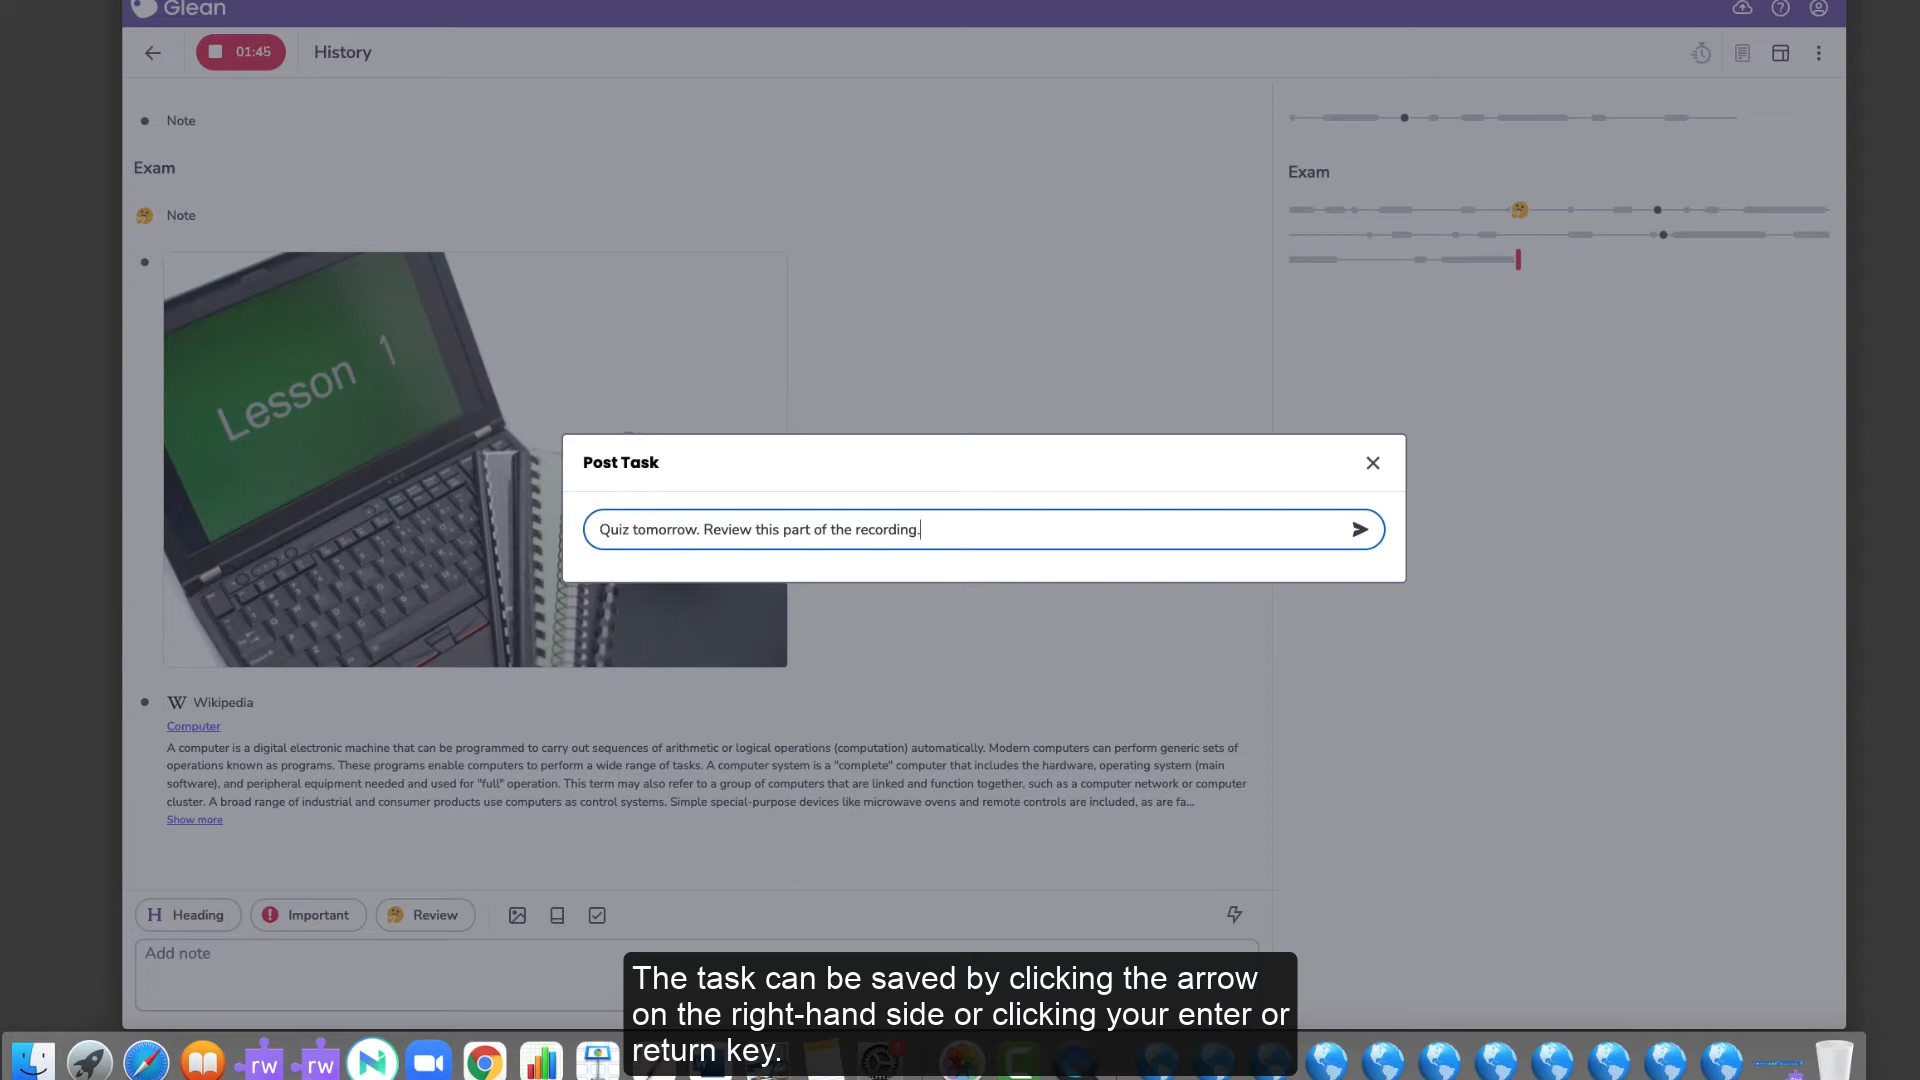 Glean
01:45
History
Note
Exam
Exam
Note
Lesson 1
Post Task
Quiz tomorrow. Review this part of the recording.
Wikipedia
Computer
A computer is a digital electronic machine that can be programmed to carry out sequences of arithmetic or logical operations (computation) automatically. Modern computers can perform generic sets of
operations known as programs. These programs enable computers to perform a wide range of tasks. A computer system is a "complete" computer that includes the hardware, operating system (main
software), and peripheral equipment needed and used for "full" operation. This term may also refer to a group of computers that are linked and function together, such as a computer network or computer
cluster. A broad range of industrial and consumer products use computers as control systems. Simple special-purpose devices like microwave ovens and remote controls are included, as are fa...
Show more
H Heading
Important
Review
Add note
The task can be saved by clicking the arrow
on the right-hand side or clicking your enter or
return key.
rw
rw